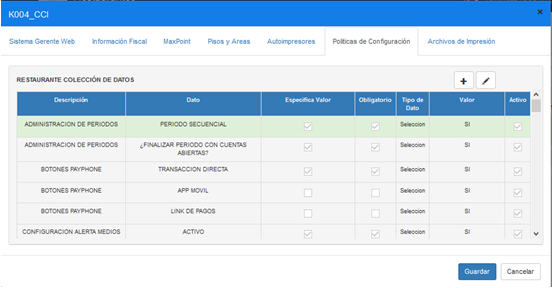 K004_CCI
×
Sistema Gerente Web Información Fiscal MaxPoint Pisos y Areas Autoimpresores Políticas de Configuración Archivos de Impresión
RESTAURANTE COLECCIÓN DE DATOS
Descripción Dato Especifica Valor Obligatorio Tipo de Dato Valor Activo
ADMINISTRACION DE PERIODOS PERIODO SECUENCIAL Seleccion SI
ADMINISTRACION DE PERIODOS ¿FINALIZAR PERIODO CON CUENTAS ABIERTAS? Seleccion SI
BOTONES PAYPHONE TRANSACCION DIRECTA Seleccion SI
BOTONES PAYPHONE APP MOVIL Seleccion SI
BOTONES PAYPHONE LINK DE PAGOS Seleccion SI
CONFIGURACION ALERTA MEDIOS ACTIVO Seleccion SI
Guardar Cancelar